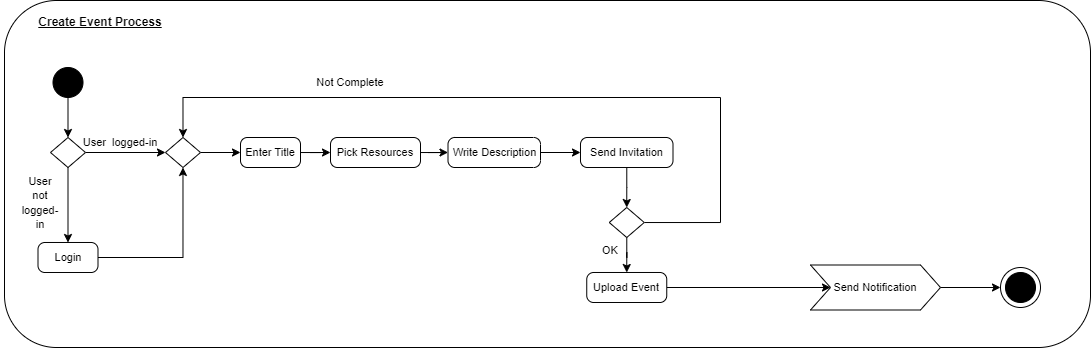 Create Event Process
Not Complete
User  logged-in
Enter Title
Pick Resources
Write Description
Send Invitation
User
not
logged-
in
OK
Login
Upload Event
Send Notification